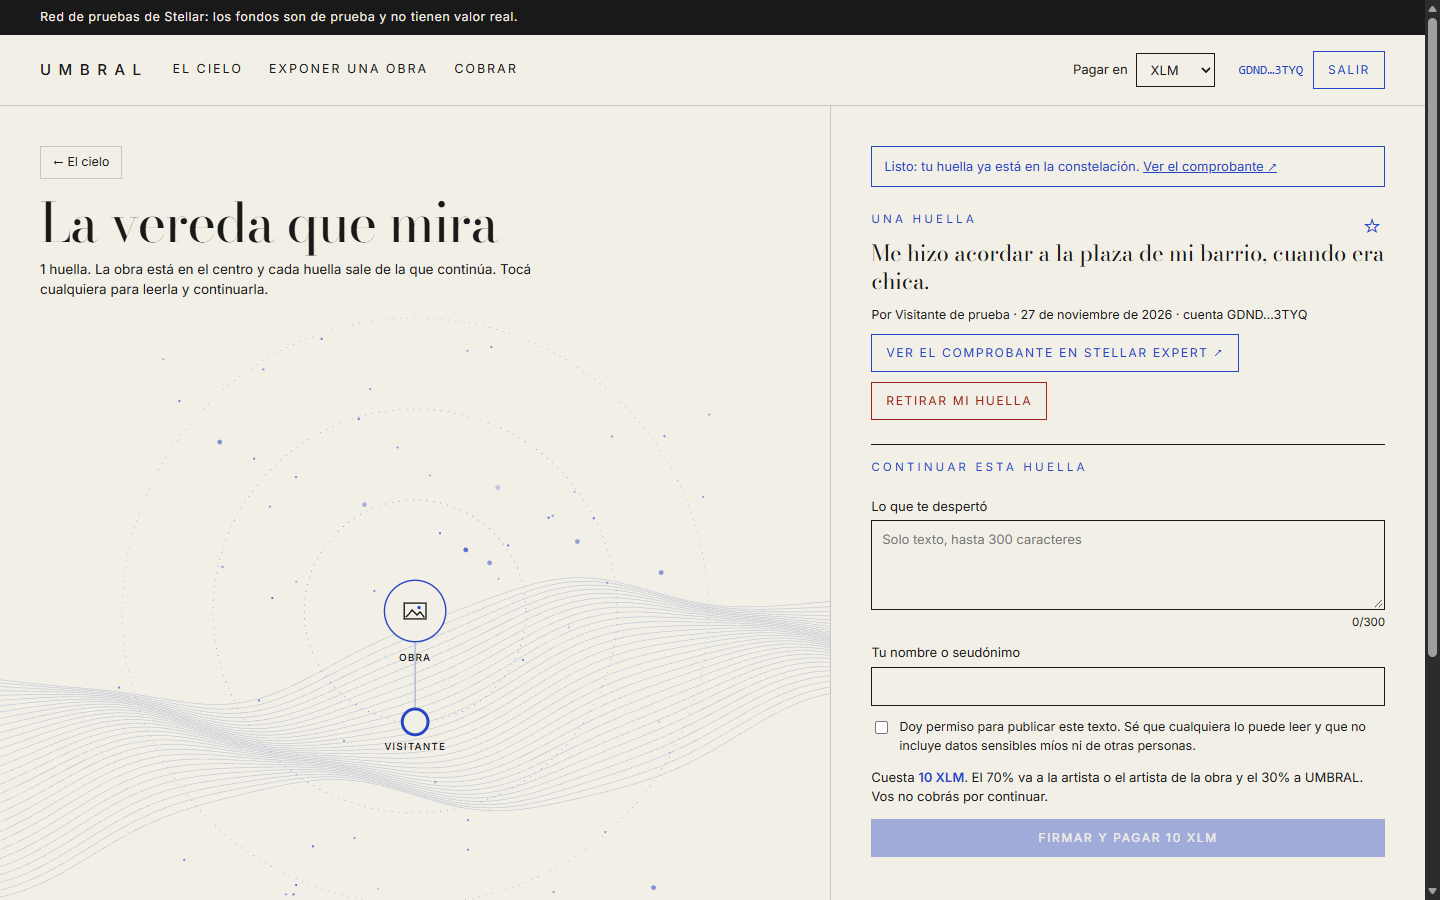 Red de pruebas de Stellar: los fondos son de prueba y no tienen valor real.
UMBRAL EL CIELO EXPONER UNA OBRA COBRAR Pagar en XLM GDND…3TYQ SALIR
← El cielo
La vereda que mira
1 huella. La obra está en el centro y cada huella sale de la que continúa. Tocá
cualquiera para leerla y continuarla.
OBRA
VISITANTE
Listo: tu huella ya está en la constelación. Ver el comprobante ↗
UNA HUELLA
☆
Me hizo acordar a la plaza de mi barrio, cuando era
chica.
Por Visitante de prueba · 27 de noviembre de 2026 · cuenta GDND…3TYQ
VER EL COMPROBANTE EN STELLAR EXPERT ↗
RETIRAR MI HUELLA
CONTINUAR ESTA HUELLA
Lo que te despertó
Solo texto, hasta 300 caracteres
0/300
Tu nombre o seudónimo
Doy permiso para publicar este texto. Sé que cualquiera lo puede leer y que no
incluye datos sensibles míos ni de otras personas.
Cuesta 10 XLM. El 70% va a la artista o el artista de la obra y el 30% a UMBRAL.
Vos no cobrás por continuar.
FIRMAR Y PAGAR 10 XLM